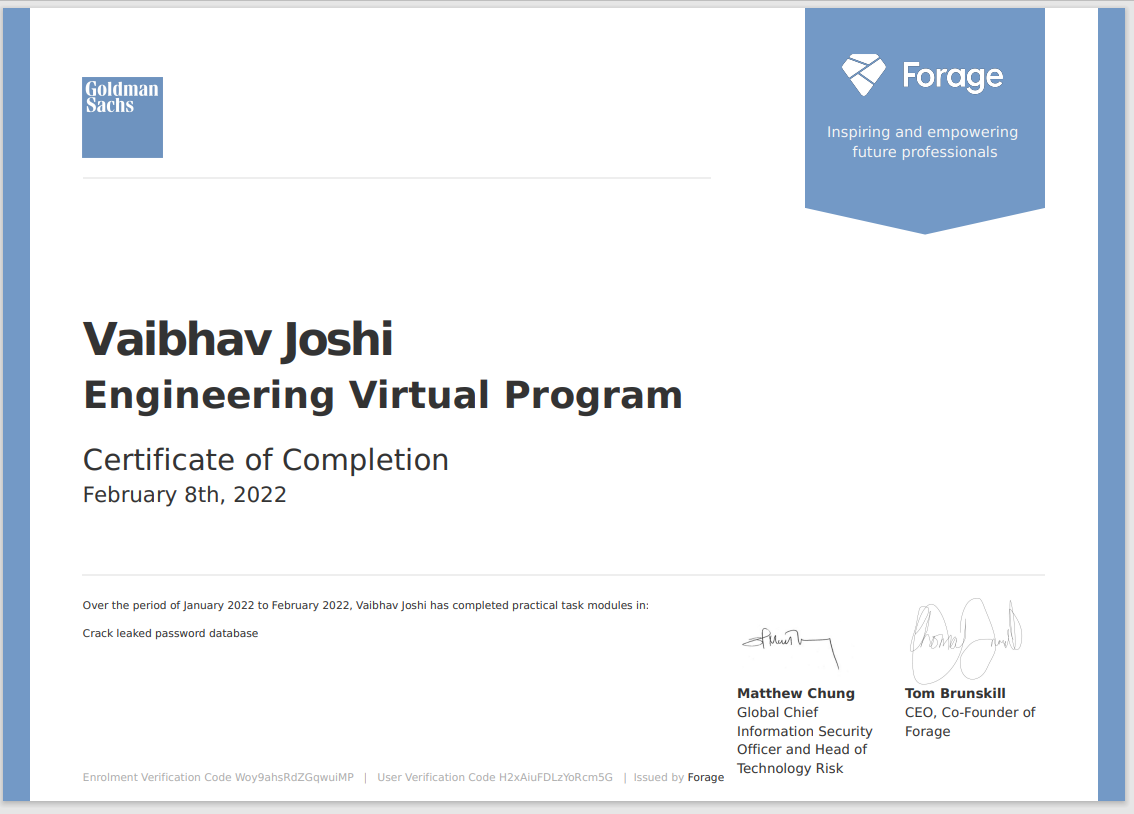 Goldman
Sachs
Forage
Inspiring and empowering
future professionals
Vaibhav Joshi
Engineering Virtual Program
Certificate of Completion
February 8th, 2022
Over the period of January 2022 to February 2022, Vaibhav Joshi has completed practical task modules in:
Crack leaked password database
Matthew Chung
Global Chief
Information Security
Officer and Head of
Technology Risk
Tom Brunskill
CEO, Co-Founder of
Forage
Enrolment Verification Code Woy9ahsRdZGqwuiMP | User Verification Code H2xAiuFDLzYoRcm5G | Issued by Forage